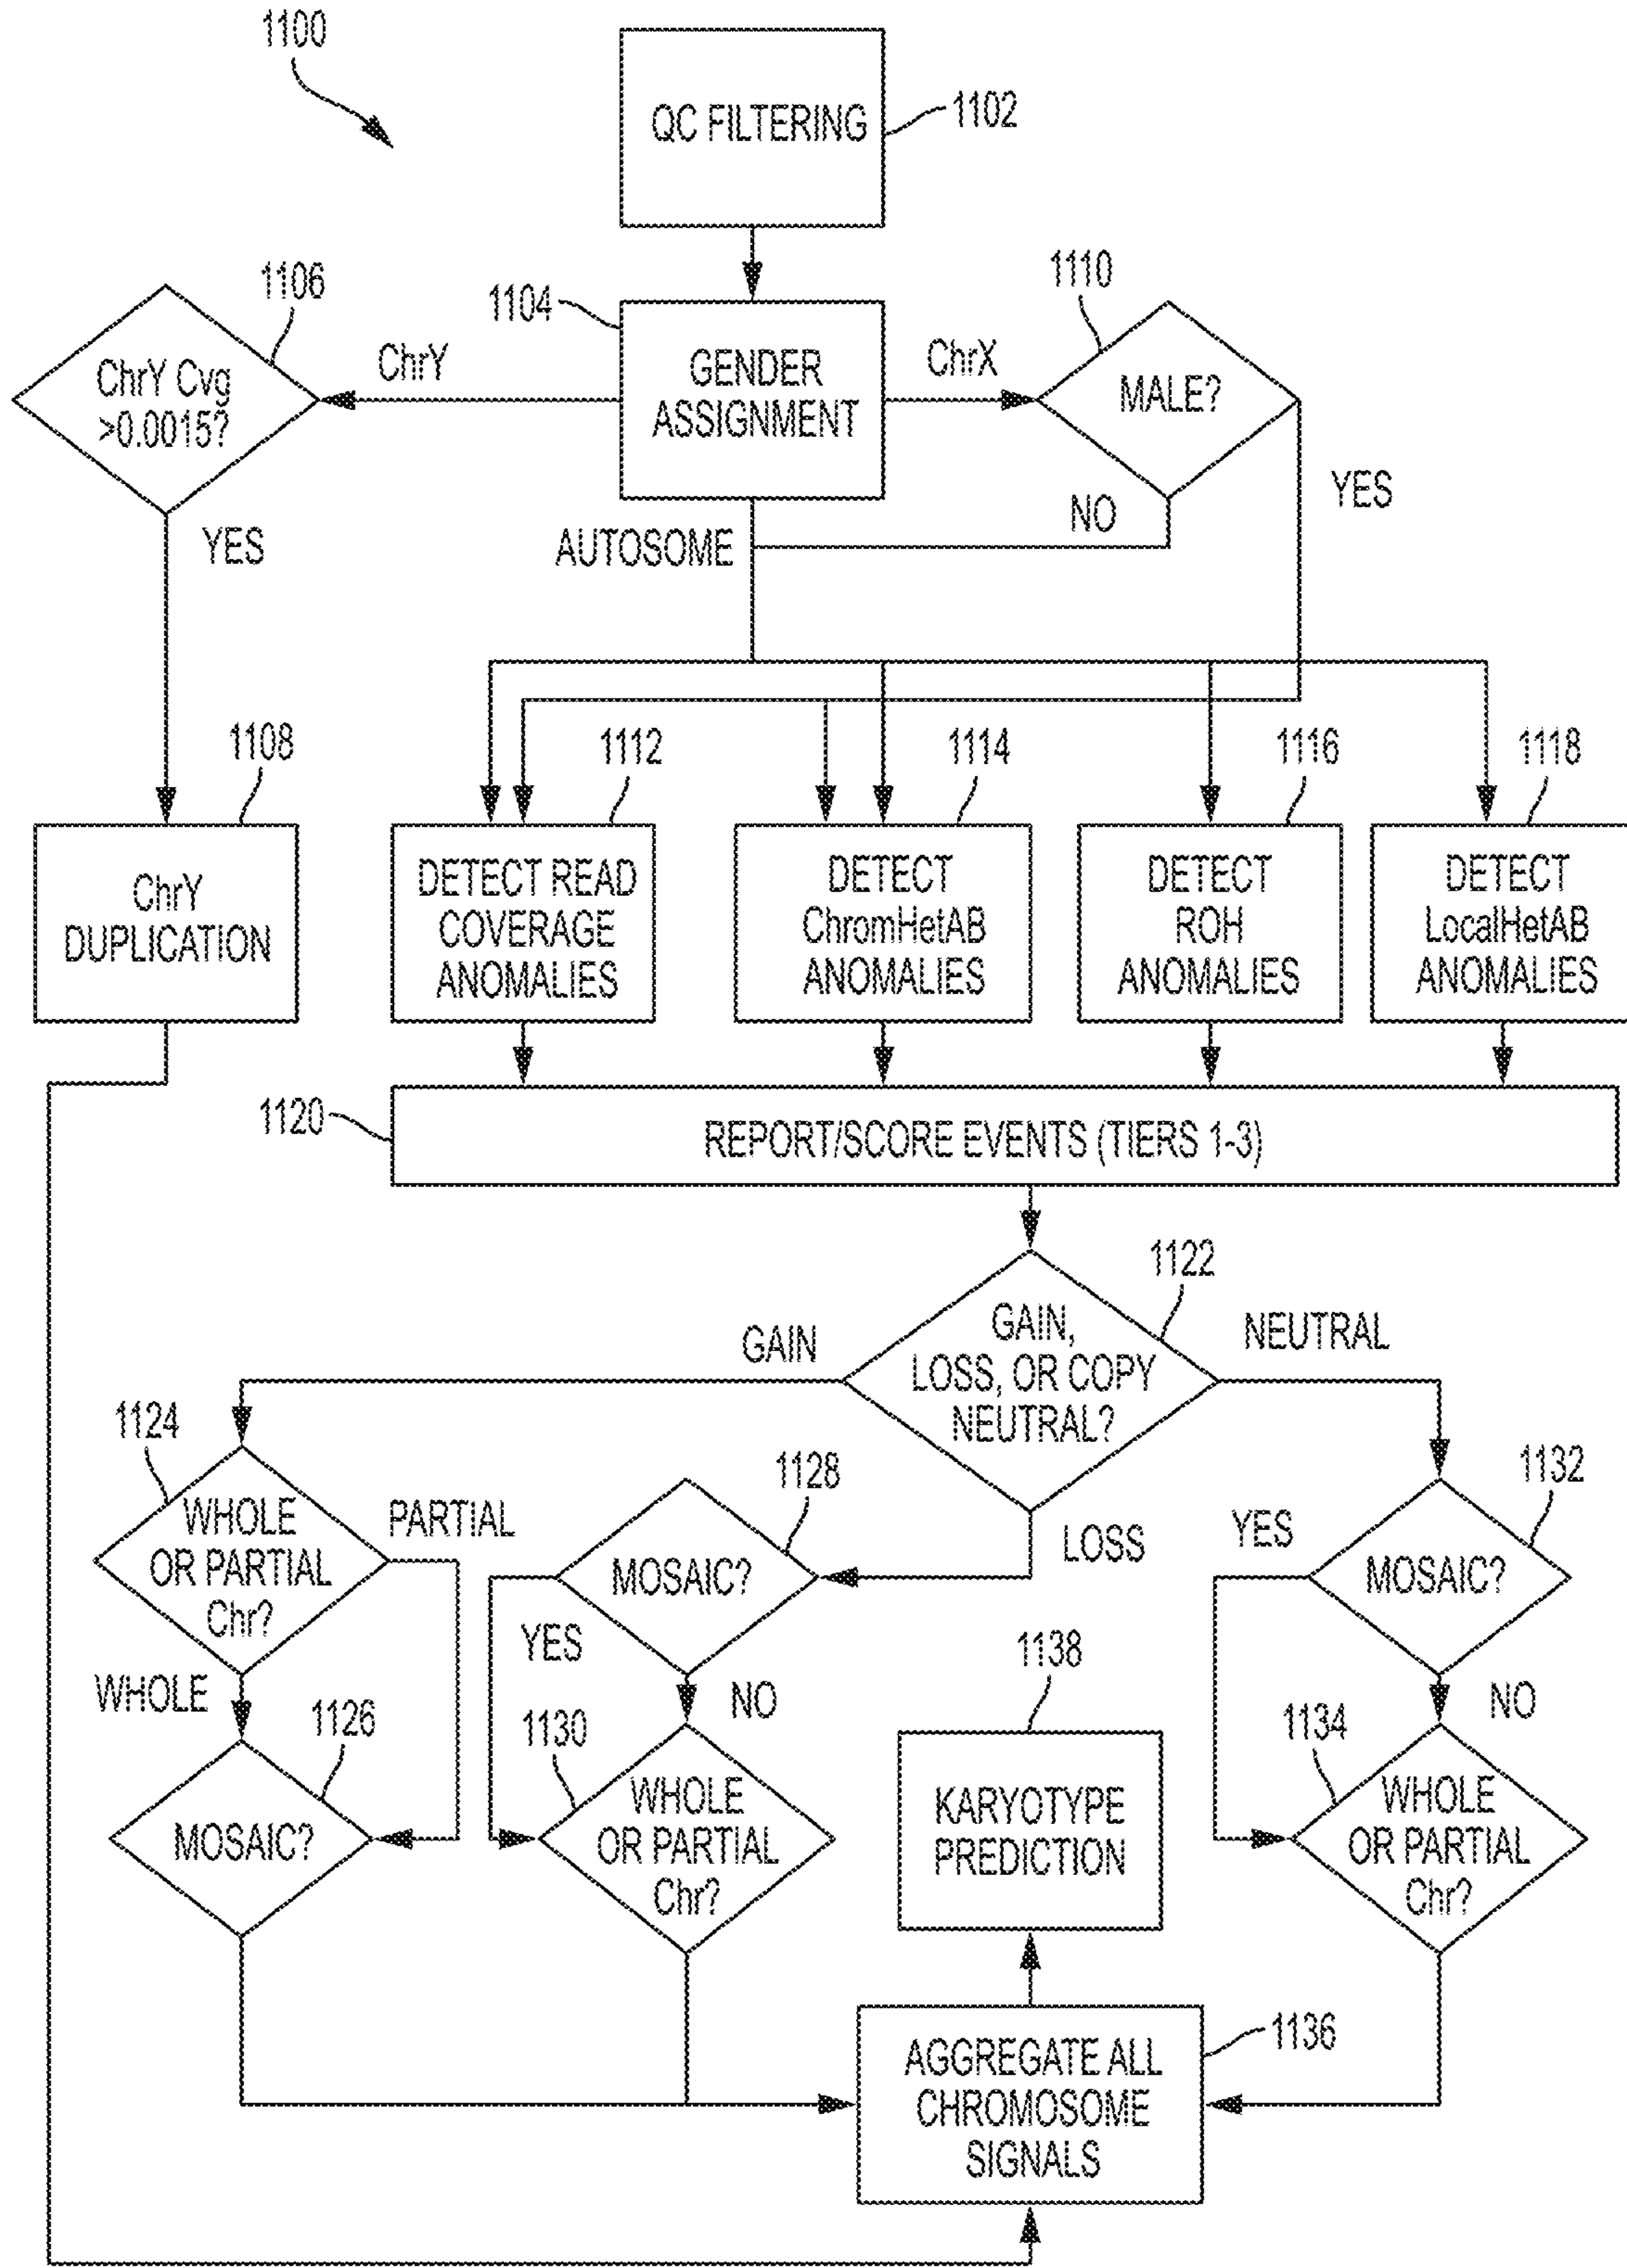 1100
QC FILTERING
1102
1106
1104
1110
ChrY Cvg
>0.0015?
ChrY
GENDER
ASSIGNMENT
ChrX
MALE?
YES
YES
AUTOSOME
NO
1108
1112
1114
1116
1118
ChrY
DUPLICATION
DETECT READ
COVERAGE
ANOMALIES
DETECT
ChromHetAB
ANOMALIES
DETECT
ROH
ANOMALIES
DETECT
LocalHetAB
ANOMALIES
1120
REPORT/SCORE EVENTS (TIERS 1-3)
1122
GAIN
GAIN,
LOSS, OR COPY
NEUTRAL?
NEUTRAL
1124
1128
1132
WHOLE
OR PARTIAL
Chr?
PARTIAL
MOSAIC?
LOSS
YES
MOSAIC?
WHOLE
YES
NO
1138
NO
1126
1130
1134
MOSAIC?
WHOLE
OR PARTIAL
Chr?
KARYOTYPE
PREDICTION
WHOLE
OR PARTIAL
Chr?
AGGREGATE ALL
CHROMOSOME
SIGNALS
1136